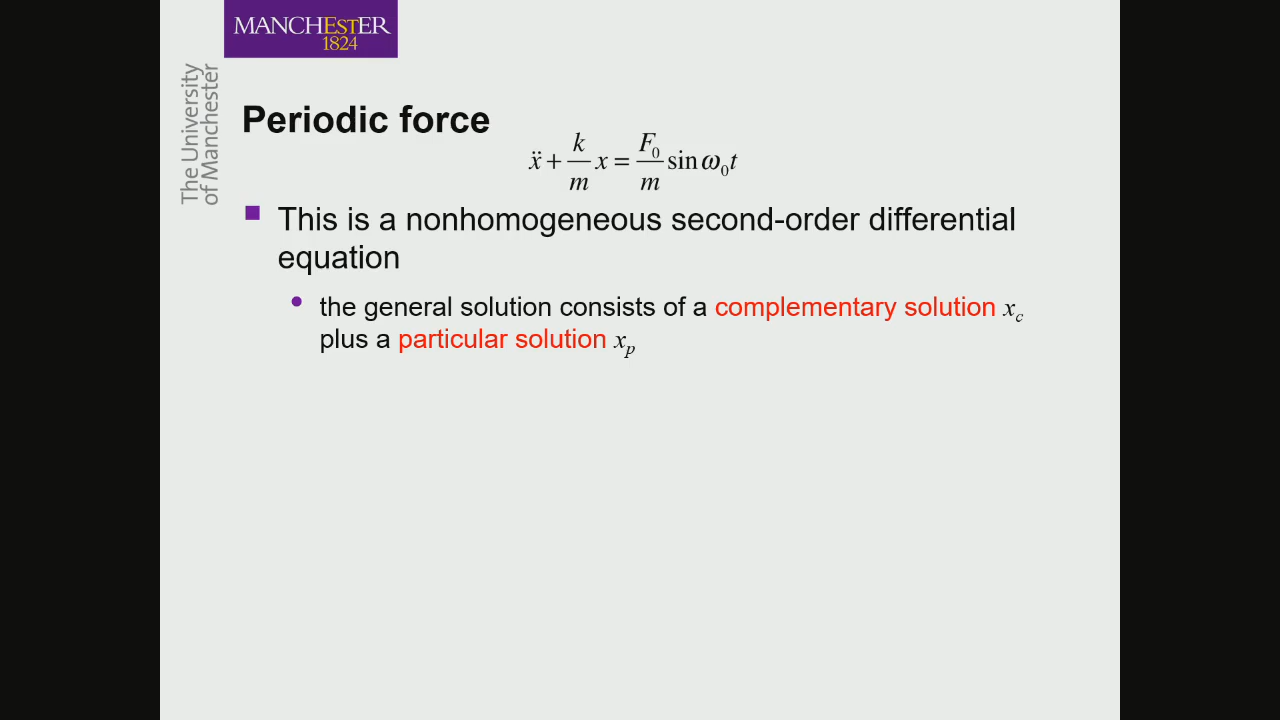 MANCHESTER
1824
The University
of Manchester
Periodic force
ẍ + k/m x = F₀/m sin ω₀t
This is a nonhomogeneous second-order differential
equation
the general solution consists of a complementary solution x_c
plus a particular solution x_p